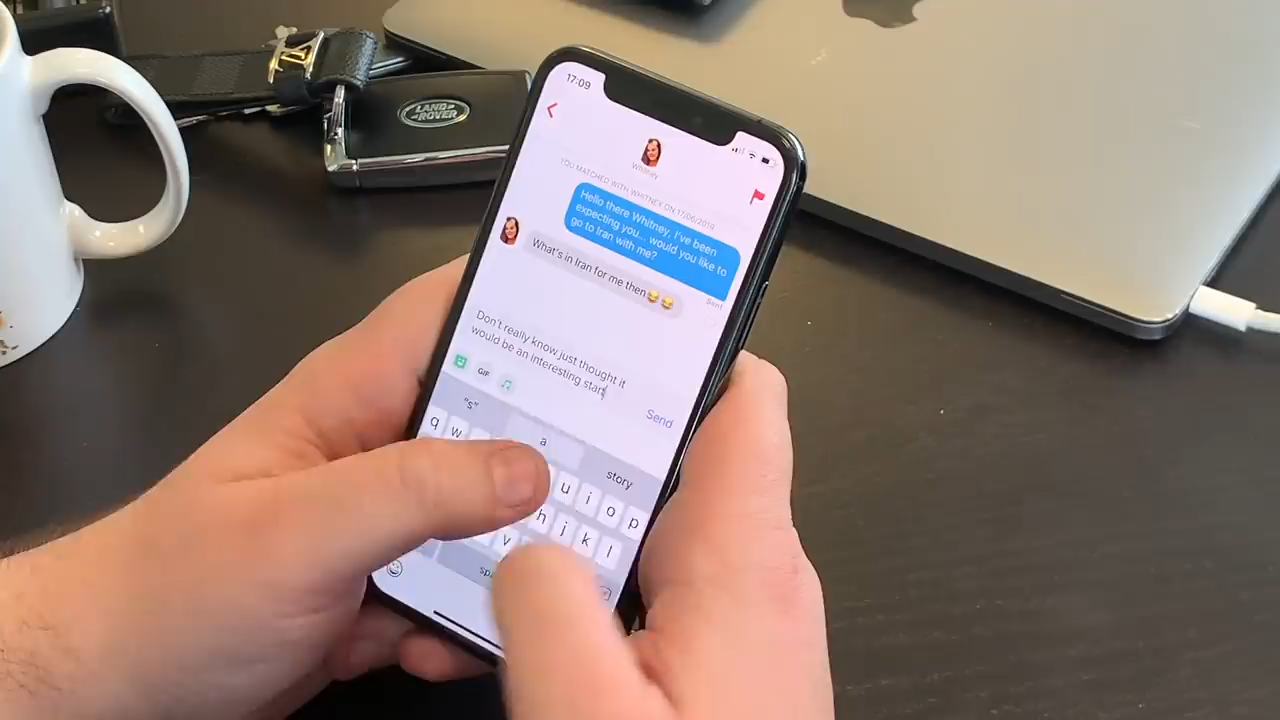 LAND
ROVER
17:09
Whitney
YOU MATCHED WITH WHITNEY ON 17/06/2019
Hello there Whitney, I've been
expecting you... would you like to
go to Iran with me?
Sent
What's in Iran for me then😂😂
Don't really know just thought it
would be an interesting start
GIF
Send
"s" a story
q w u i o p
h j k l
v